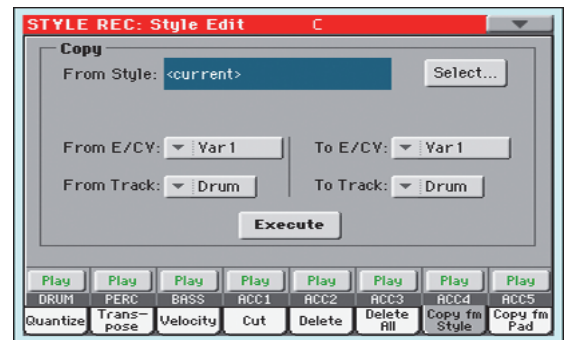 STYLE REC: Style Edit C
Copy
From Style: <current> Select...
From E/CV: Var1 To E/CV: Var1
From Track: Drum To Track: Drum
Execute
Play Play Play Play Play Play Play Play
DRUM PERC BASS ACC1 ACC2 ACC3 ACC4 ACC5
Quantize Trans- pose Velocity Cut Delete Delete All Copy fm Style Copy fm Pad